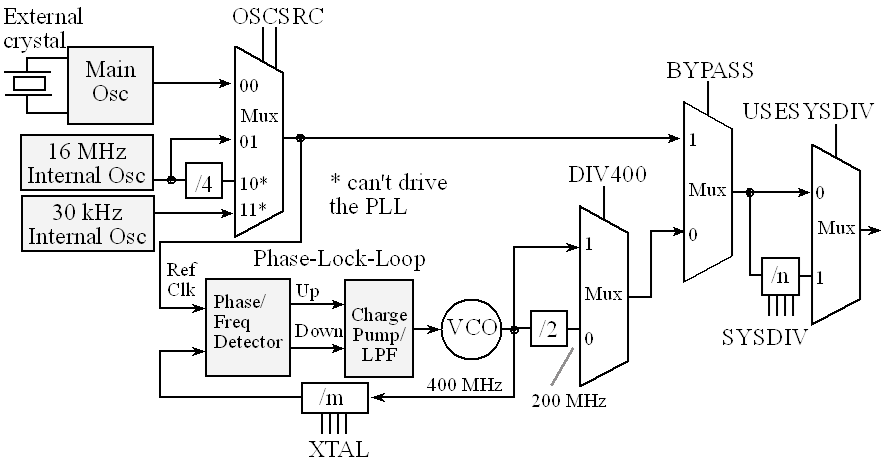 External
crystal
OSCSRC
Main
Osc
00
Mux
01
16 MHz
Internal Osc
/4
10*
11*
30 kHz
Internal Osc
* can't drive
the PLL
BYPASS
1
Mux
0
USESYSDIV
0
Mux
1
/n
SYSDIV
DIV400
1
Mux
0
/2
200 MHz
Phase-Lock-Loop
Ref
Clk
Phase/
Freq
Detector
Up
Down
Charge
Pump/
LPF
VCO
400 MHz
/m
XTAL